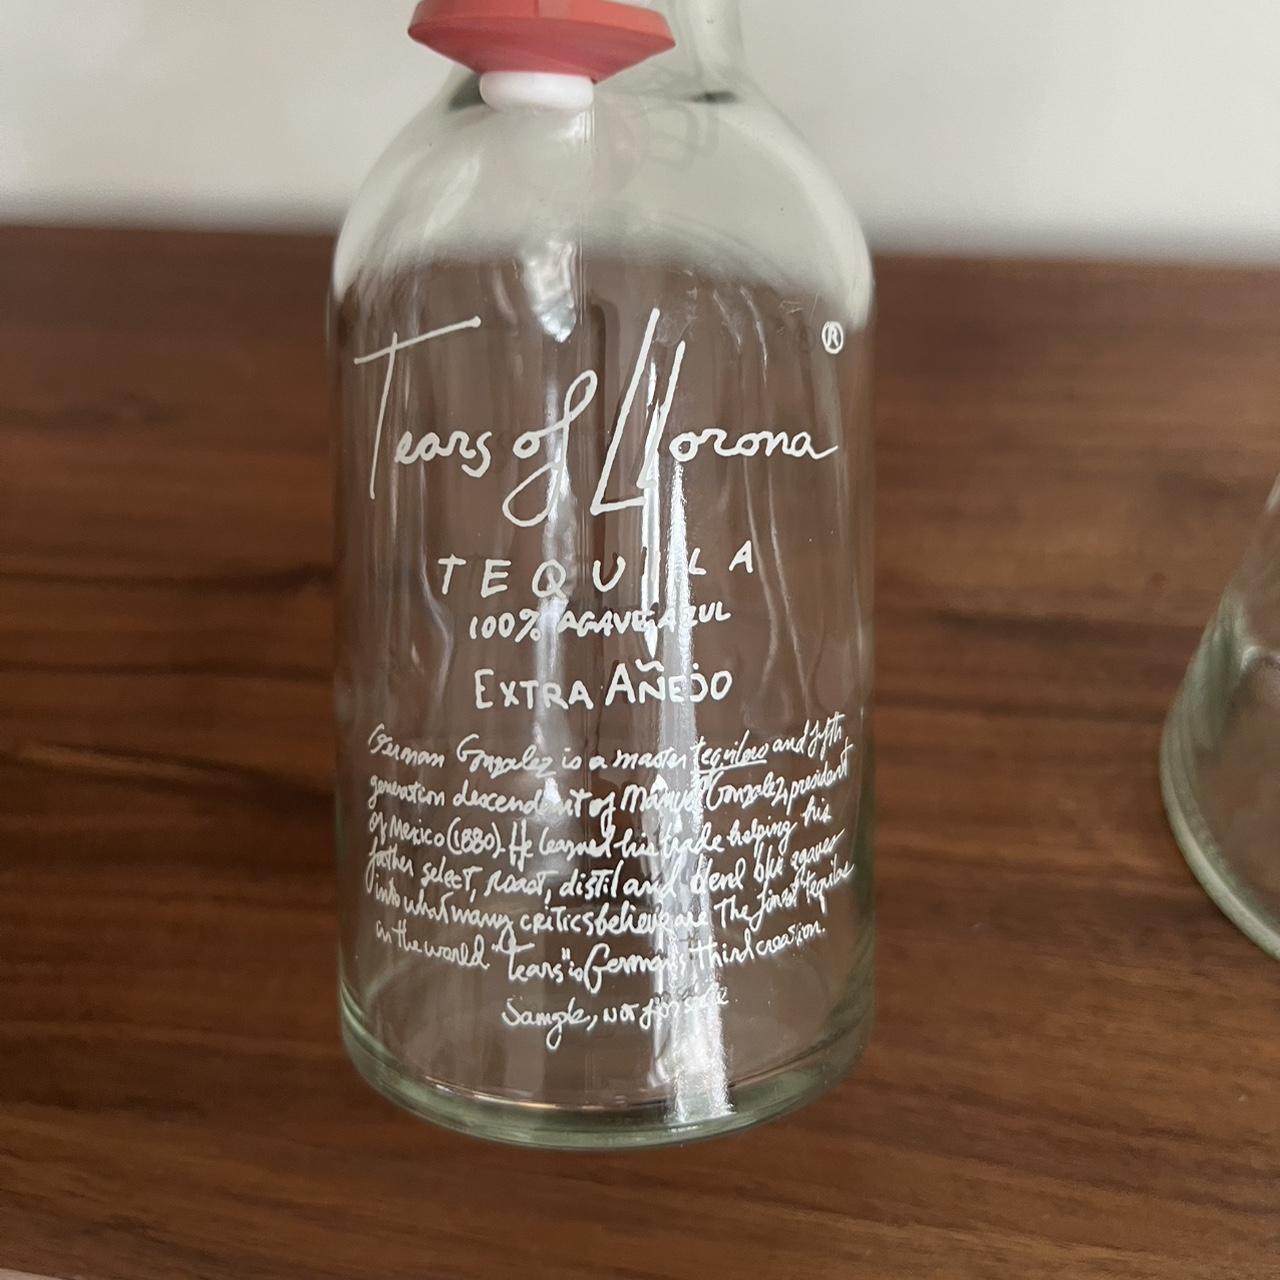 Tears of Llorona ®
TEQUILA
100% AGAVE AZUL
EXTRA AÑEJO
German Gonzalez is a master tequilero and fifth
generation descendent of Manuel Gonzalez, president
of Mexico (1880). He learned his trade helping his
father select, roast, distil and blend blue agaves
into what many critics believe are the finest tequilas
in the world. "Tears" is German's third creation.
Sample, not for sale